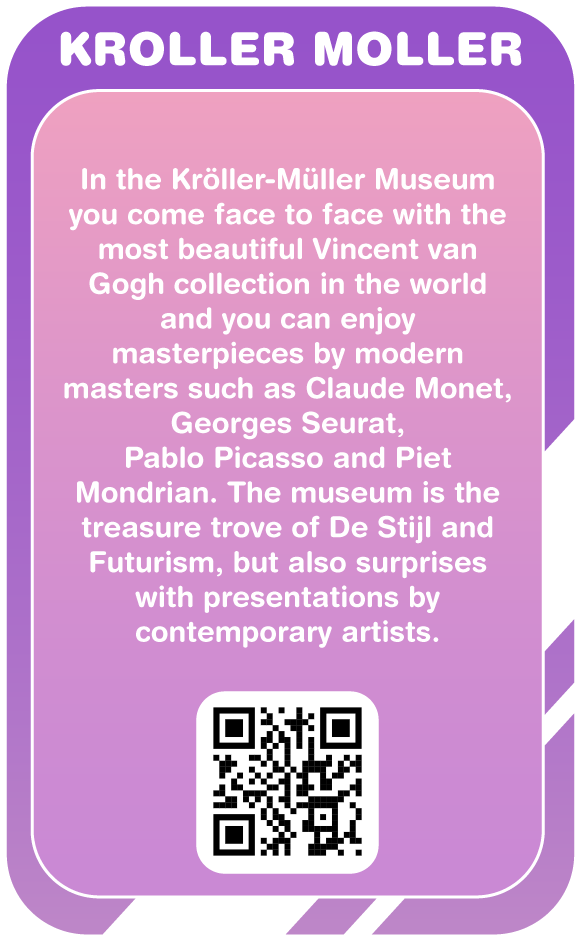 KROLLER MOLLER
In the Kröller-Müller Museum
you come face to face with the
most beautiful Vincent van
Gogh collection in the world
and you can enjoy
masterpieces by modern
masters such as Claude Monet,
Georges Seurat,
Pablo Picasso and Piet
Mondrian. The museum is the
treasure trove of De Stijl and
Futurism, but also surprises
with presentations by
contemporary artists.